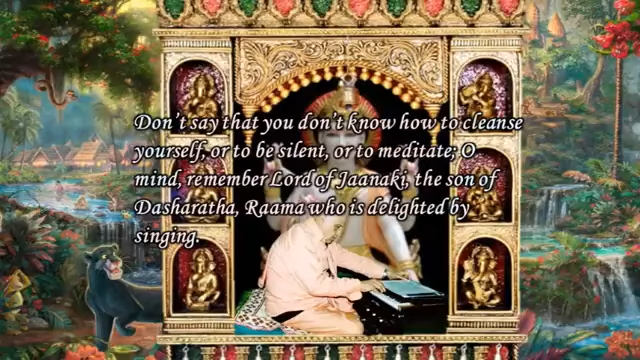 Don't say that you don't know how to cleanse
yourself, or to be silent, or to meditate; O
mind, remember Lord of Jaanaki, the son of
Dasharatha, Raama who is delighted by
singing.